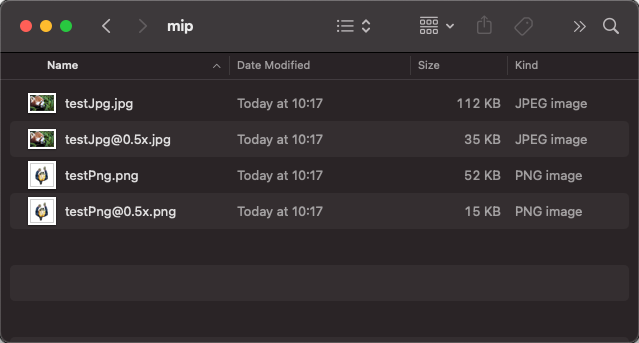 mip
Name Date Modified Size Kind
testJpg.jpg Today at 10:17 112 KB JPEG image
testJpg@0.5x.jpg Today at 10:17 35 KB JPEG image
testPng.png Today at 10:17 52 KB PNG image
testPng@0.5x.png Today at 10:17 15 KB PNG image